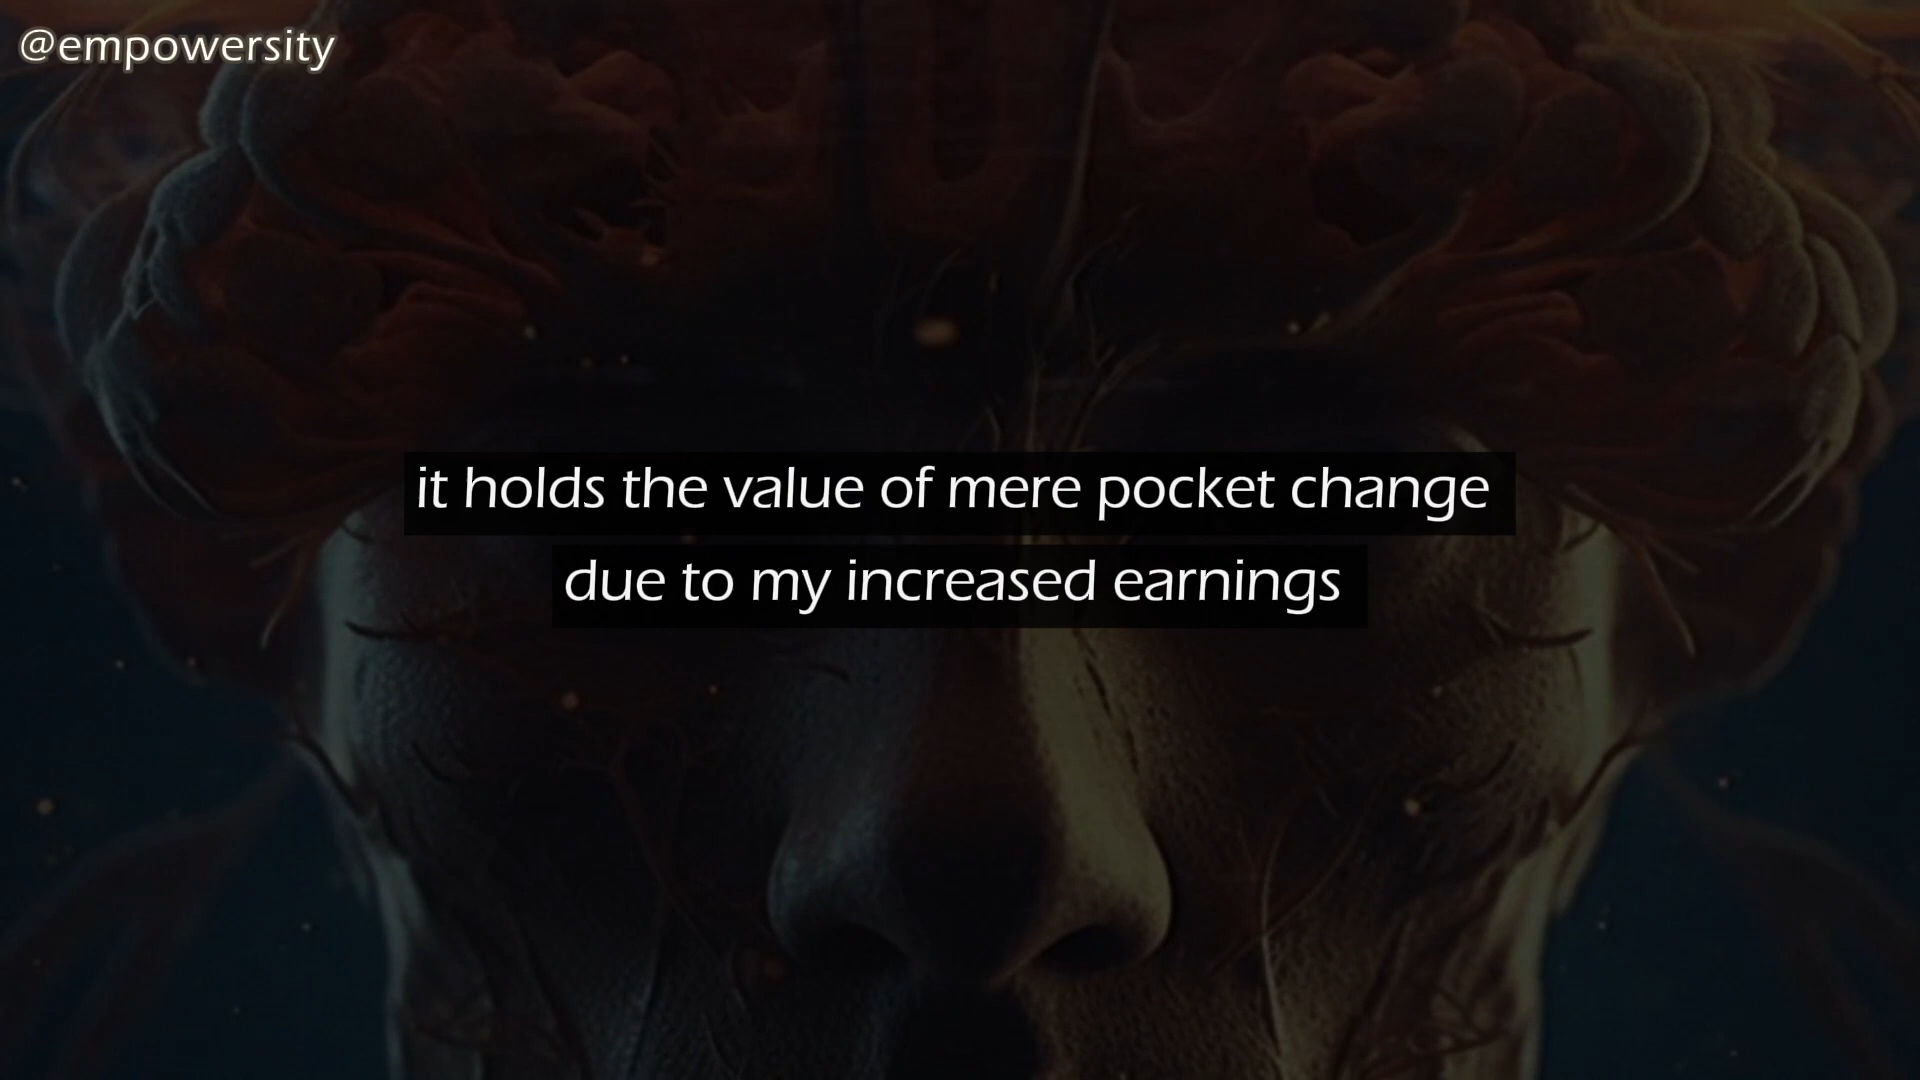 @empowersity
it holds the value of mere pocket change
due to my increased earnings